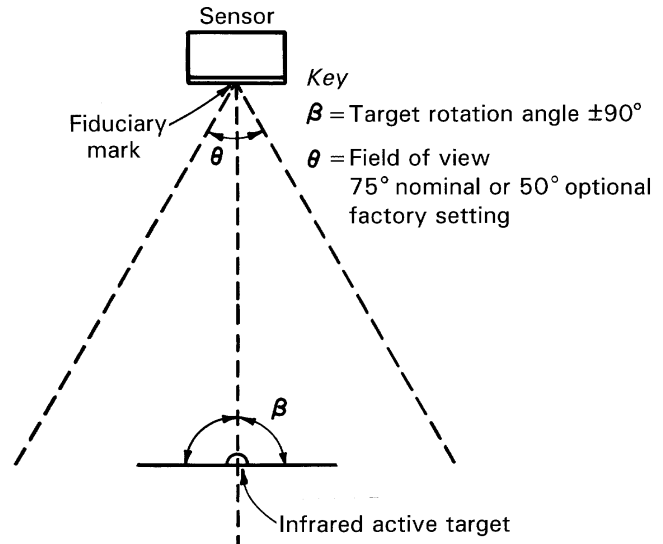 Sensor
Key
β = Target rotation angle ±90°
Fiduciary
mark
θ
θ = Field of view
75° nominal or 50° optional
factory setting
β
Infrared active target